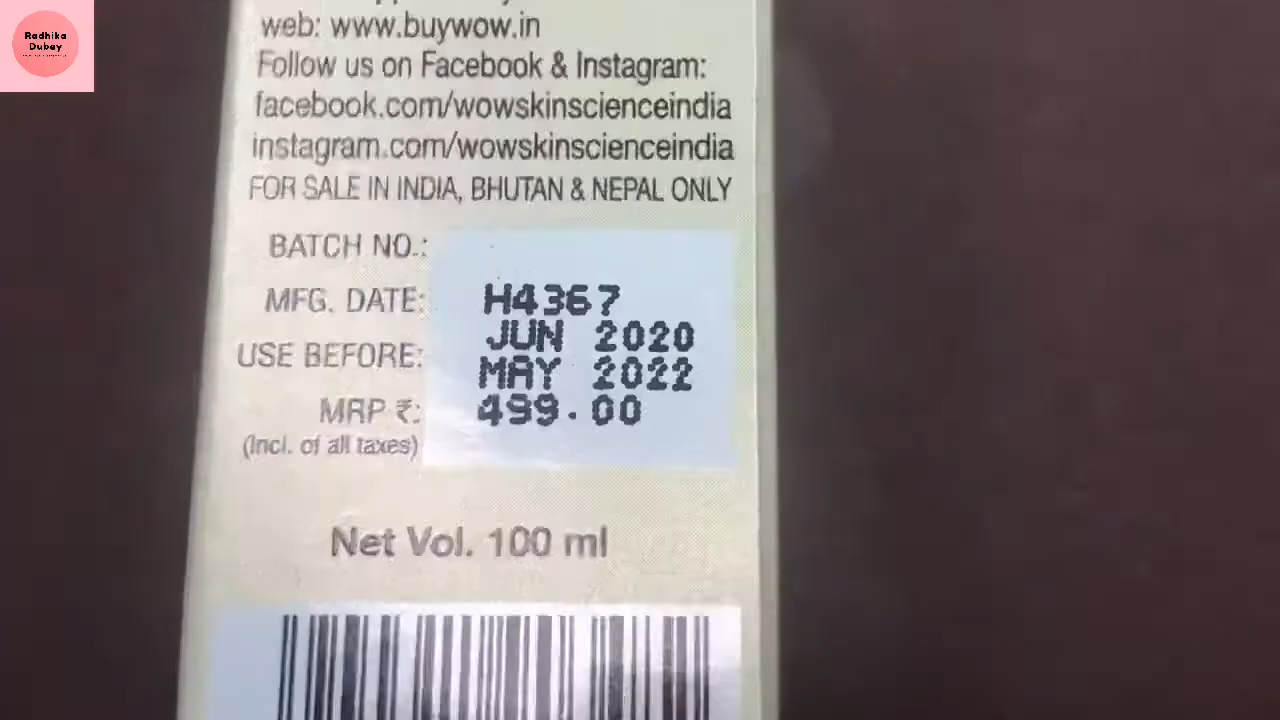 Radhika
Dubey
web: www.buywow.in
Follow us on Facebook & Instagram:
facebook.com/wowskinscienceindia
instagram.com/wowskinscienceindia
FOR SALE IN INDIA, BHUTAN & NEPAL ONLY
BATCH NO.:
MFG. DATE: H4367
JUN 2020
USE BEFORE: MAY 2022
MRP ₹: 499.00
(Incl. of all taxes)
Net Vol. 100 ml